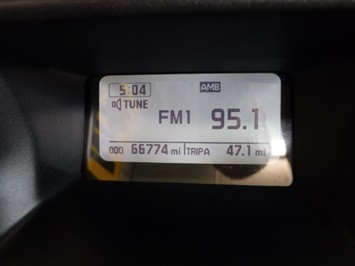 5:04 AMB
TUNE
FM1 95.1
ODO 66774 mi TRIPA 47.1 mi